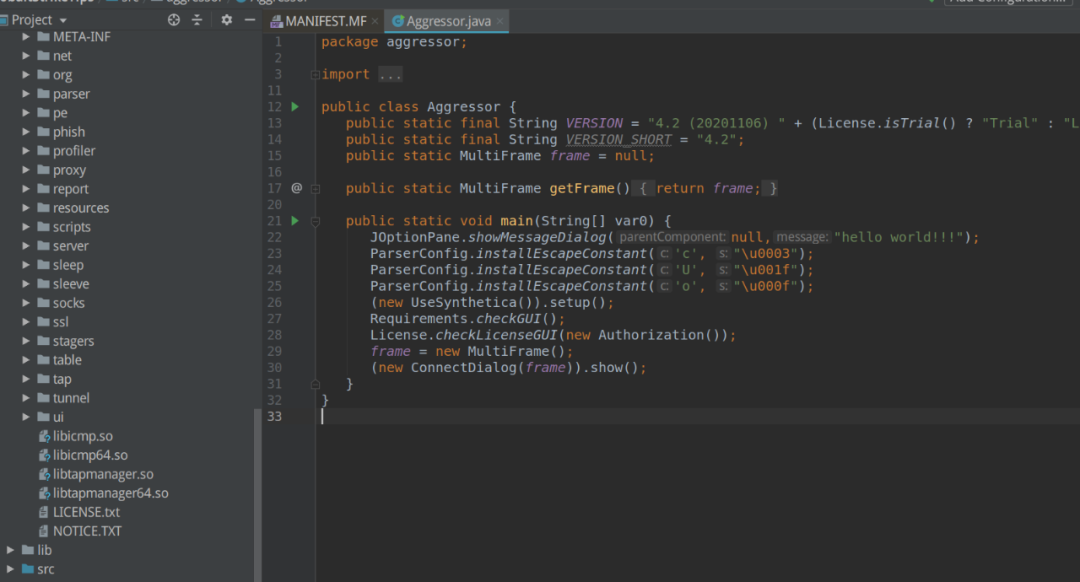 Project
META-INF
net
org
parser
pe
phish
profiler
proxy
report
resources
scripts
server
sleep
sleeve
socks
ssl
stagers
table
tap
tunnel
ui
libicmp.so
libicmp64.so
libtapmanager.so
libtapmanager64.so
LICENSE.txt
NOTICE.TXT
lib
src
MANIFEST.MF × Aggressor.java ×
1 package aggressor;
2
3 import ...
11
12 public class Aggressor {
13 public static final String VERSION = "4.2 (20201106) " + (License.isTrial() ? "Trial" : "L
14 public static final String VERSION_SHORT = "4.2";
15 public static MultiFrame frame = null;
16
17 @ public static MultiFrame getFrame() { return frame; }
20
21 public static void main(String[] var0) {
22 JOptionPane.showMessageDialog( parentComponent: null, message: "hello world!!!");
23 ParserConfig.installEscapeConstant( c: 'c', s: "\u0003");
24 ParserConfig.installEscapeConstant( c: 'U', s: "\u001f");
25 ParserConfig.installEscapeConstant( c: 'o', s: "\u000f");
26 (new UseSynthetica()).setup();
27 Requirements.checkGUI();
28 License.checkLicenseGUI(new Authorization());
29 frame = new MultiFrame();
30 (new ConnectDialog(frame)).show();
31 }
32 }
33